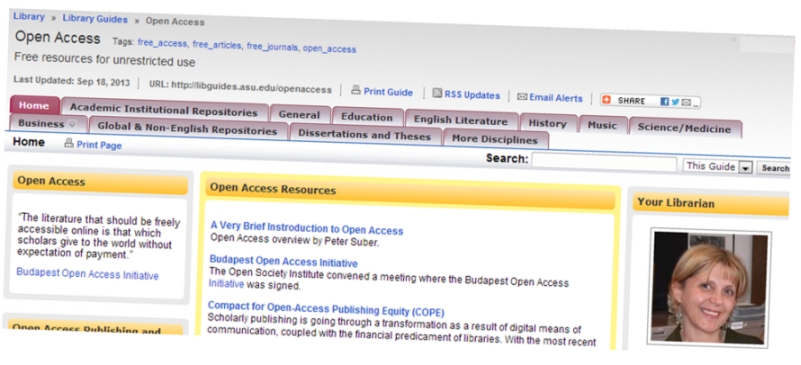 Library » Library Guides » Open Access
Open Access Tags: free_access, free_articles, free_journals, open_access
Free resources for unrestricted use
Last Updated: Sep 18, 2013 | URL: http://libguides.asu.edu/openaccess | Print Guide | RSS Updates | Email Alerts | SHARE
Home Academic Institutional Repositories General Education English Literature History Music Science/Medicine
Business Global & Non-English Repositories Dissertations and Theses More Disciplines
Home Print Page
Search: This Guide Search
Open Access
"The literature that should be freely
accessible online is that which
scholars give to the world without
expectation of payment."
Budapest Open Access Initiative
Open Access Publishing and
Open Access Resources
A Very Brief Instroduction to Open Access
Open Access overview by Peter Suber.
Budapest Open Access Initiative
The Open Society Institute convened a meeting where the Budapest Open Access
Initiative was signed.
Compact for Open-Access Publishing Equity (COPE)
Scholarly publishing is going through a transformation as a result of digital means of
communication, coupled with the financial predicament of libraries. With the most recent
Your Librarian